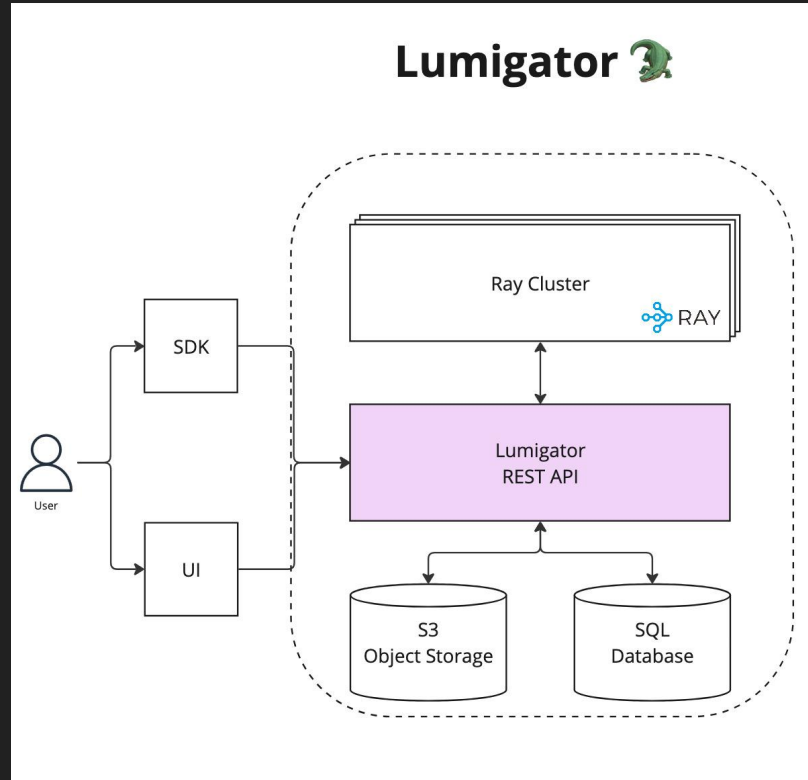 Lumigator 🐊
Ray Cluster
RAY
SDK
Lumigator
REST API
User
UI
S3
Object Storage
SQL
Database